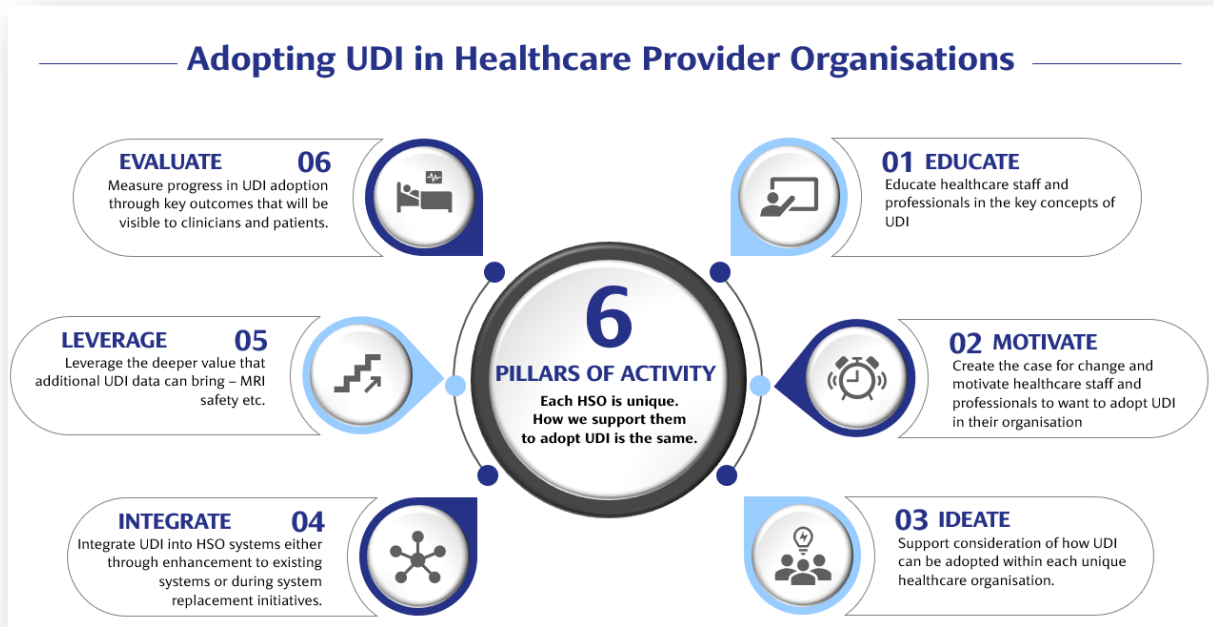 Adopting UDI in Healthcare Provider Organisations
6
PILLARS OF ACTIVITY
Each HSO is unique.
How we support them
to adopt UDI is the same.
01 EDUCATE
Educate healthcare staff and
professionals in the key concepts of
UDI
02 MOTIVATE
Create the case for change and
motivate healthcare staff and
professionals to want to adopt UDI
in their organisation
03 IDEATE
Support consideration of how UDI
can be adopted within each unique
healthcare organisation.
INTEGRATE 04
Integrate UDI into HSO systems either
through enhancement to existing
systems or during system
replacement initiatives.
LEVERAGE 05
Leverage the deeper value that
additional UDI data can bring – MRI
safety etc.
EVALUATE 06
Measure progress in UDI adoption
through key outcomes that will be
visible to clinicians and patients.